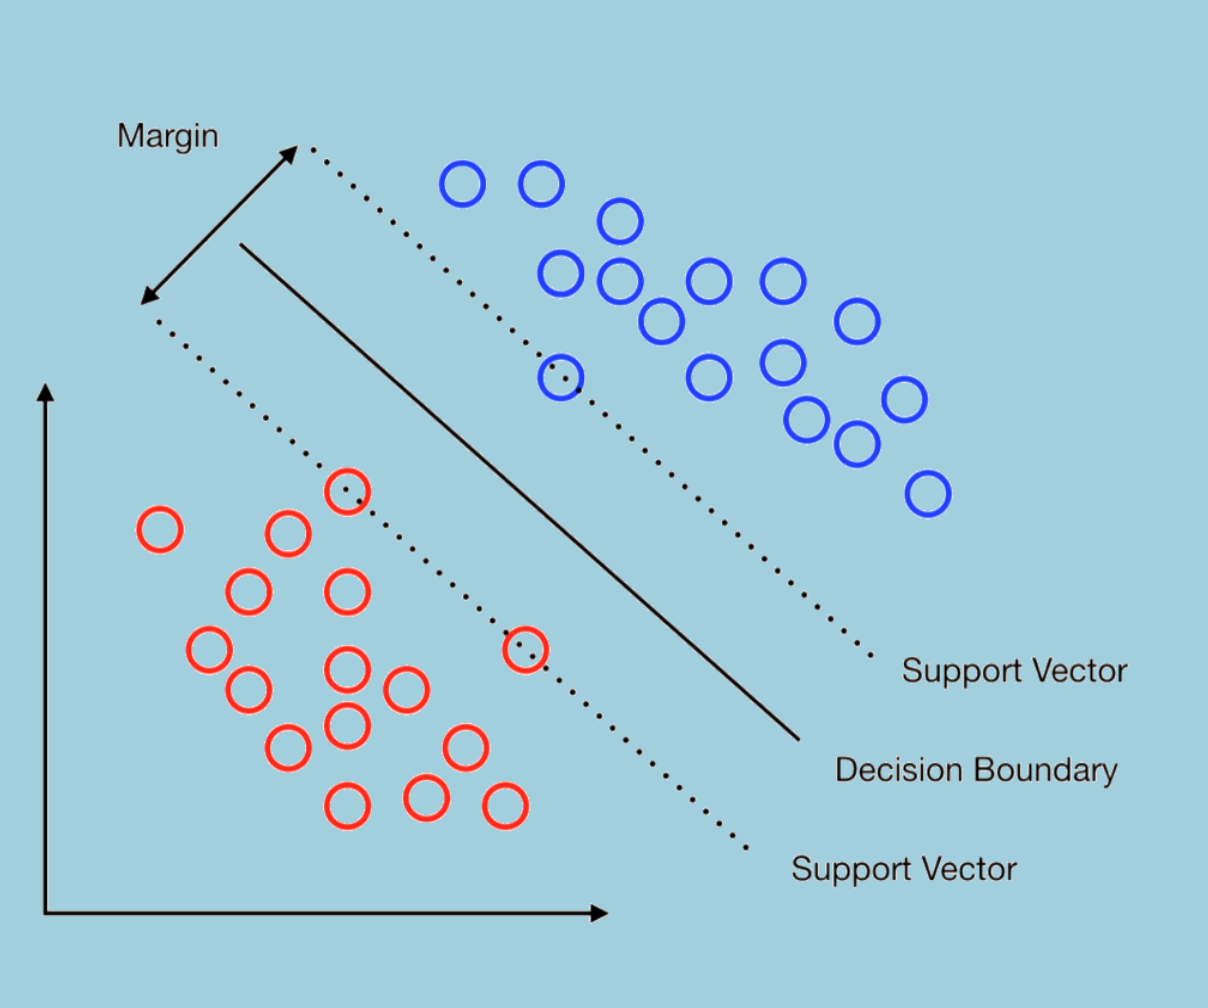 Margin
Support Vector
Decision Boundary
Support Vector